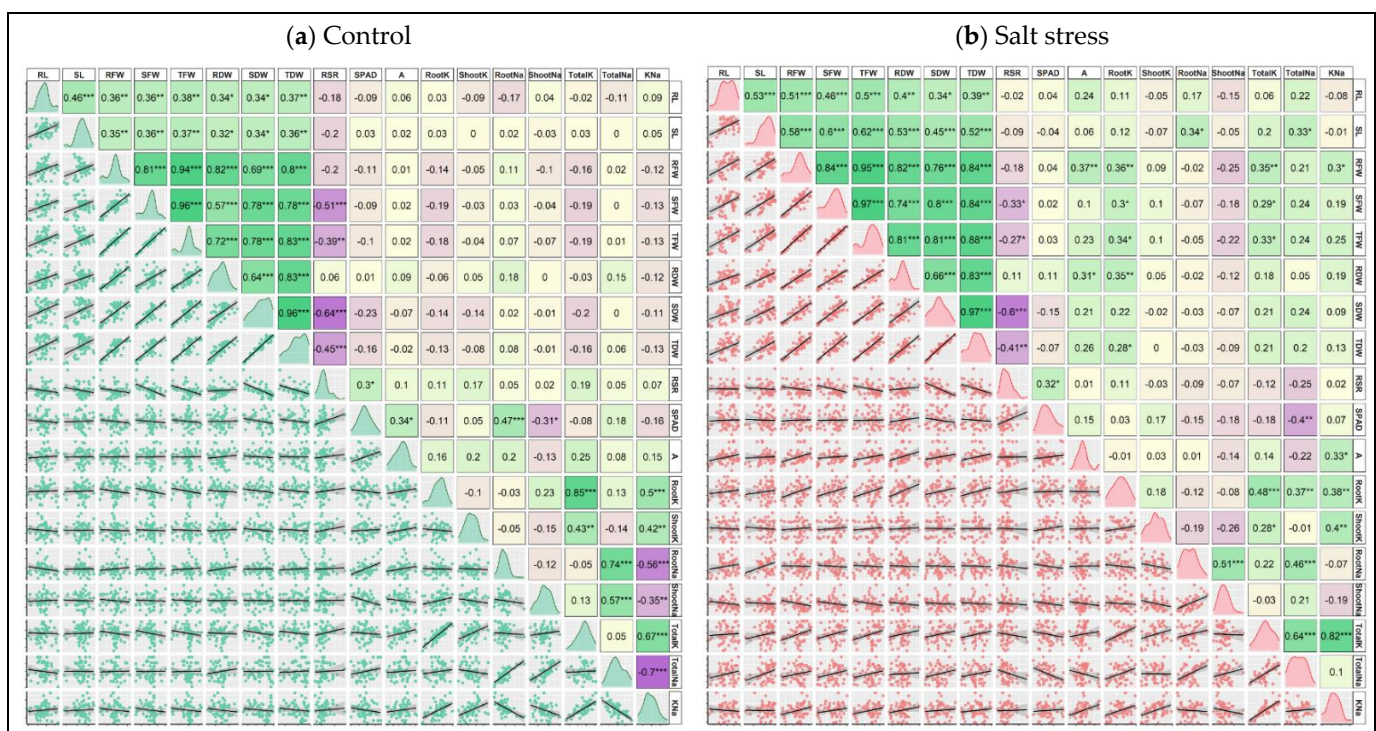 (a) Control
(b) Salt stress
RL SL RFW SFW TFW RDW SDW TDW RSR SPAD A RootK ShootK RootNa ShootNa TotalK TotalNa KNa
0.46*** 0.36** 0.36** 0.38** 0.34* 0.34* 0.37** -0.18 -0.09 0.06 0.03 -0.09 -0.17 0.04 -0.02 -0.11 0.09 RL
0.35** 0.36** 0.37** 0.32* 0.34* 0.36** -0.2 0.03 0.02 0.03 0 0.02 -0.03 0.03 0 0.05 SL
0.81*** 0.94*** 0.82*** 0.69*** 0.8*** -0.2 -0.11 0.01 -0.14 -0.05 0.11 -0.1 -0.16 0.02 -0.12 RFW
0.96*** 0.57*** 0.78*** 0.78*** -0.51*** -0.09 0.02 -0.19 -0.03 0.03 -0.04 -0.19 0 -0.13 SFW
0.72*** 0.78*** 0.83*** -0.39** -0.1 0.02 -0.18 -0.04 0.07 -0.07 -0.19 0.01 -0.13 TFW
0.64*** 0.83*** 0.06 0.01 0.09 -0.06 0.05 0.18 0 -0.03 0.15 -0.12 RDW
0.96*** -0.64*** -0.23 -0.07 -0.14 -0.14 0.02 -0.01 -0.2 0 -0.11 SDW
-0.45*** -0.16 -0.02 -0.13 -0.08 0.08 -0.01 -0.16 0.06 -0.13 TDW
0.3* 0.1 0.11 0.17 0.05 0.02 0.19 0.05 0.07 RSR
0.34* -0.11 0.05 0.47*** -0.31* -0.08 0.18 -0.16 SPAD
0.16 0.2 0.2 -0.13 0.25 0.08 0.15 A
-0.1 -0.03 0.23 0.85*** 0.13 0.5*** RootK
-0.05 -0.15 0.43** -0.14 0.42** ShootK
-0.12 -0.05 0.74*** -0.56*** RootNa
0.13 0.57*** -0.35** ShootNa
0.05 0.67*** TotalK
-0.7*** TotalNa
KNa
RL SL RFW SFW TFW RDW SDW TDW RSR SPAD A RootK ShootK RootNa ShootNa TotalK TotalNa KNa
0.53*** 0.51*** 0.46*** 0.5*** 0.4** 0.34* 0.39** -0.02 0.04 0.24 0.11 -0.05 0.17 -0.15 0.06 0.22 -0.08 RL
0.58*** 0.6*** 0.62*** 0.53*** 0.45*** 0.52*** -0.09 -0.04 0.06 0.12 -0.07 0.34* -0.05 0.2 0.33* -0.01 SL
0.84*** 0.95*** 0.82*** 0.76*** 0.84*** -0.18 0.04 0.37** 0.36** 0.09 -0.02 -0.25 0.35** 0.21 0.3* RFW
0.97*** 0.74*** 0.8*** 0.84*** -0.33* 0.02 0.1 0.3* 0.1 -0.07 -0.18 0.29* 0.24 0.19 SFW
0.81*** 0.81*** 0.88*** -0.27* 0.03 0.23 0.34* 0.1 -0.05 -0.22 0.33* 0.24 0.25 TFW
0.66*** 0.83*** 0.11 0.11 0.31* 0.35** 0.05 -0.02 -0.12 0.18 0.05 0.19 RDW
0.97*** -0.6*** -0.15 0.21 0.22 -0.02 -0.03 -0.07 0.21 0.24 0.09 SDW
-0.41** -0.07 0.26 0.28* 0 -0.03 -0.09 0.21 0.2 0.13 TDW
0.32* 0.01 0.11 -0.03 -0.09 -0.07 -0.12 -0.25 0.02 RSR
0.15 0.03 0.17 -0.15 -0.18 -0.18 -0.4** 0.07 SPAD
-0.01 0.03 0.01 -0.14 0.14 -0.22 0.33* A
0.18 -0.12 -0.08 0.48*** 0.37** 0.38** RootK
-0.19 -0.26 0.28* -0.01 0.4** ShootK
0.51*** 0.22 0.46*** -0.07 RootNa
-0.03 0.21 -0.19 ShootNa
0.64*** 0.82*** TotalK
0.1 TotalNa
KNa